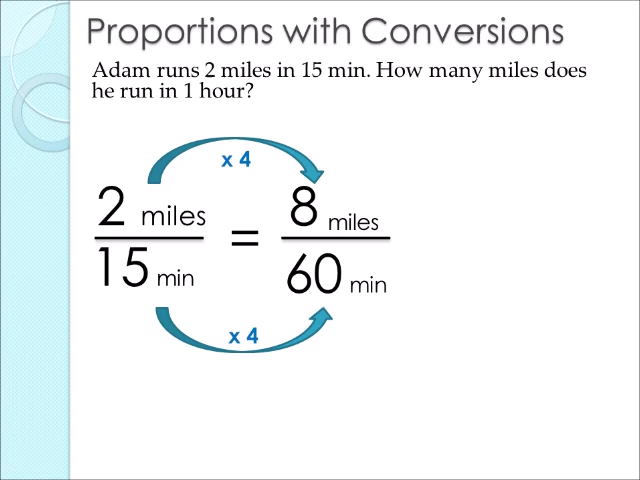 Proportions with Conversions
Adam runs 2 miles in 15 min. How many miles does
he run in 1 hour?
x 4
2 miles = 8 miles
15 min 60 min
x 4